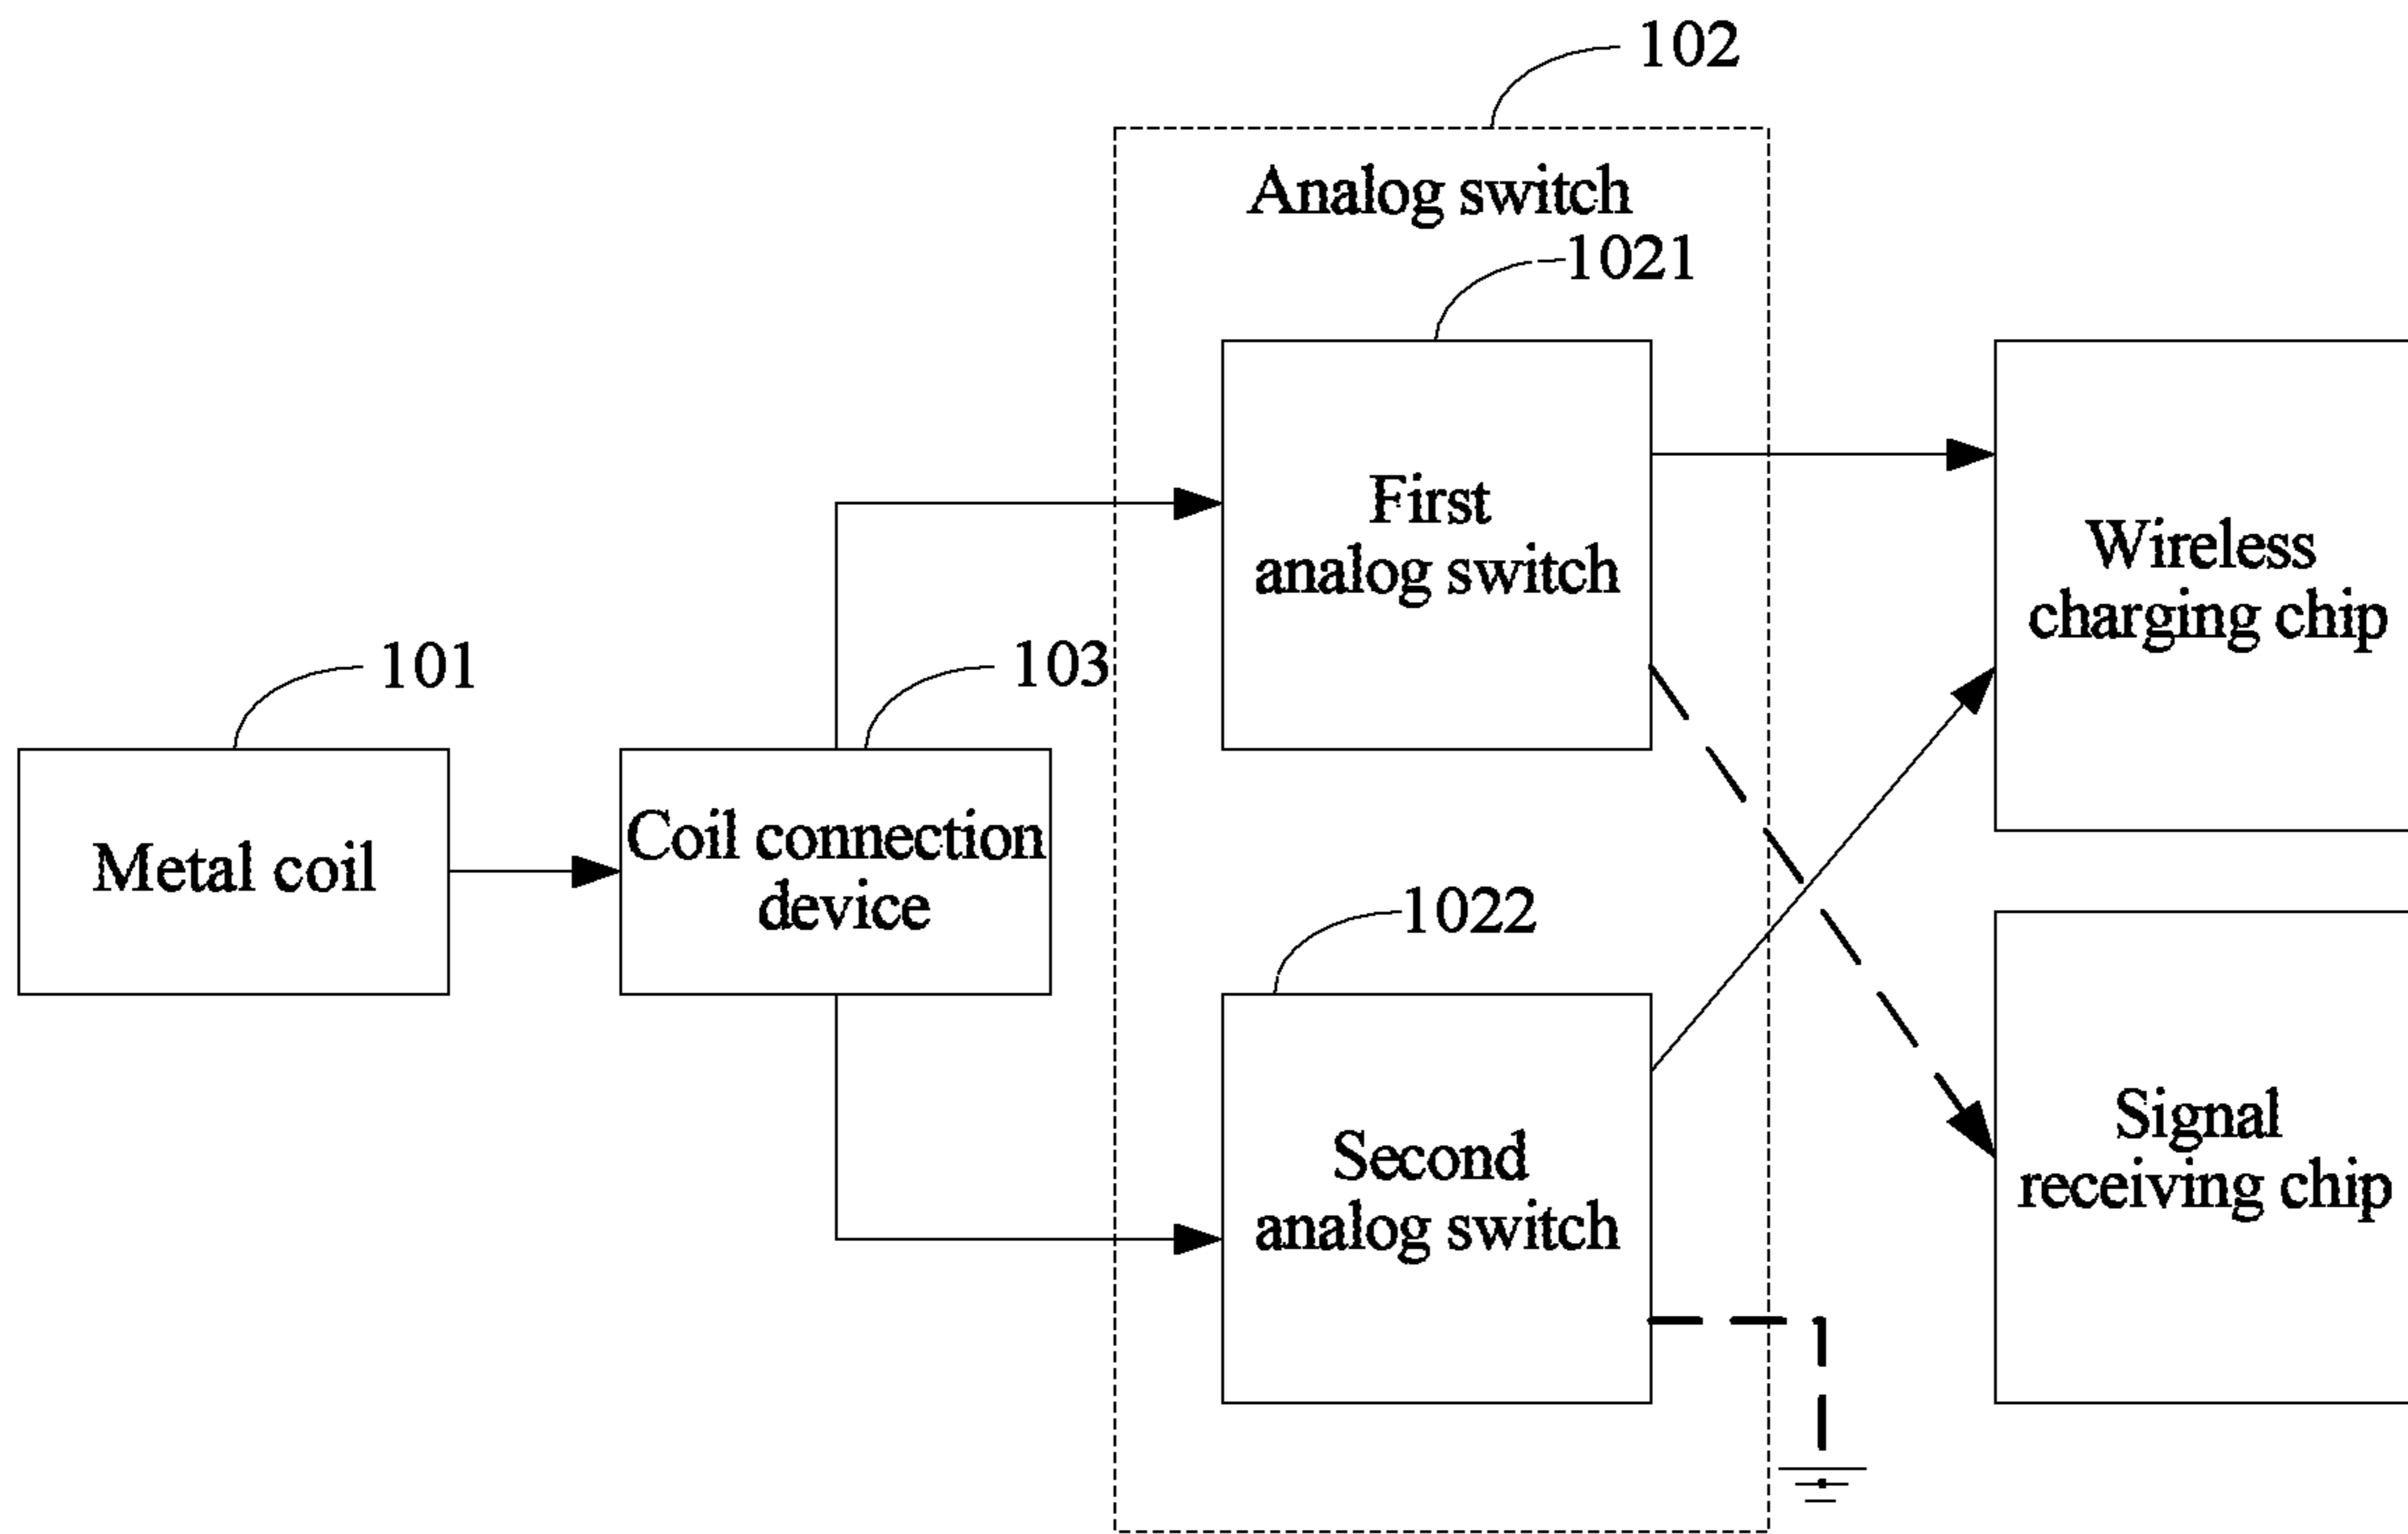 102
Analog switch
1021
First
analog switch
Wireless
charging chip
101
103
Metal coil
Coil connection
device
1022
Second
analog switch
Signal
receiving chip